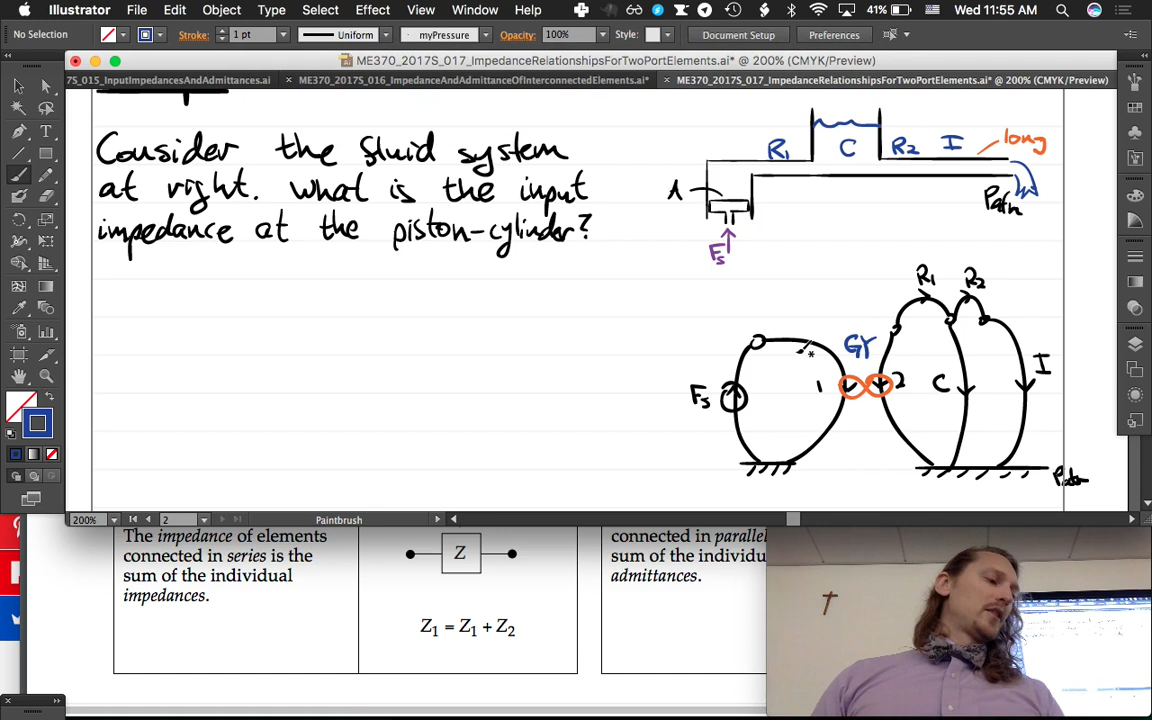 Illustrator File Edit Object Type Select Effect View Window Help 41% Wed 11:55 AM
No Selection Stroke: 1 pt Uniform myPressure Opacity: 100% Style: Document Setup Preferences
ME370_2017S_017_ImpedanceRelationshipsForTwoPortElements.ai* @ 200% (CMYK/Preview)
7S_015_InputImpedancesAndAdmittances.ai ME370_2017S_016_ImpedanceAndAdmittanceOfInterconnectedElements.ai* ME370_2017S_017_ImpedanceRelationshipsForTwoPortElements.ai* @ 200% (CMYK/Preview)
Consider the fluid system
at right. What is the input
impedance at the piston-cylinder?
R1 C R2 I long
A
Patm
Fs
R1 R2
GY
Fs 1 2 C I
Patm
200% 2 Paintbrush
The impedance of elements
connected in series is the
sum of the individual
impedances.
Z
Z1 = Z1 + Z2
connected in parallel
sum of the individu
admittances.